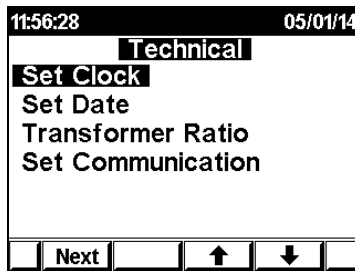 11:56:28 05/01/14
Technical
Set Clock
Set Date
Transformer Ratio
Set Communication
Next ↑ ↓